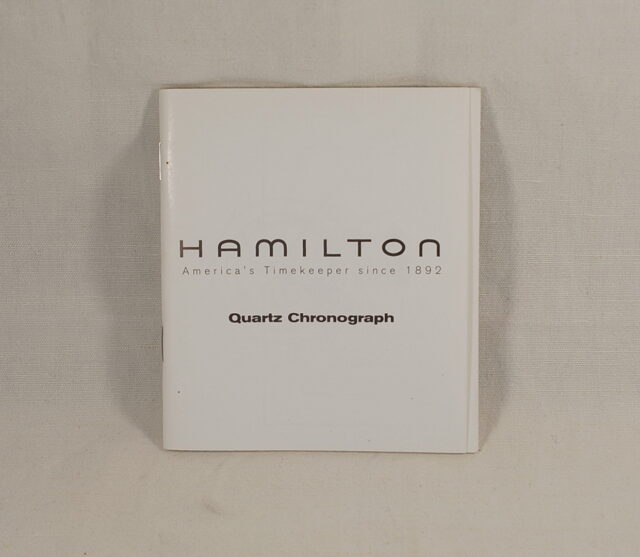 HAMILTON
America's Timekeeper since 1892
Quartz Chronograph